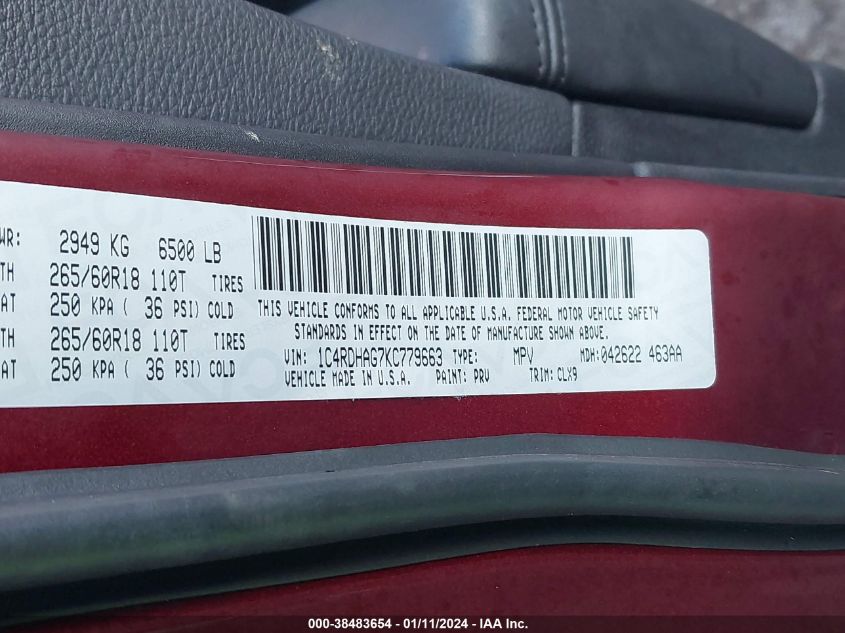 WR: 2949 KG 6500 LB
TH 265/60R18 110T TIRES
AT 250 KPA ( 36 PSI) COLD
TH 265/60R18 110T TIRES
AT 250 KPA ( 36 PSI) COLD
THIS VEHICLE CONFORMS TO ALL APPLICABLE U.S.A. FEDERAL MOTOR VEHICLE SAFETY
STANDARDS IN EFFECT ON THE DATE OF MANUFACTURE SHOWN ABOVE.
VIN: 1C4RDHAG7KC779663 TYPE: MPV MDH: 042622 463AA
VEHICLE MADE IN U.S.A. PAINT: PRV TRIM: CLX9
000-38483654 - 01/11/2024 - IAA Inc.